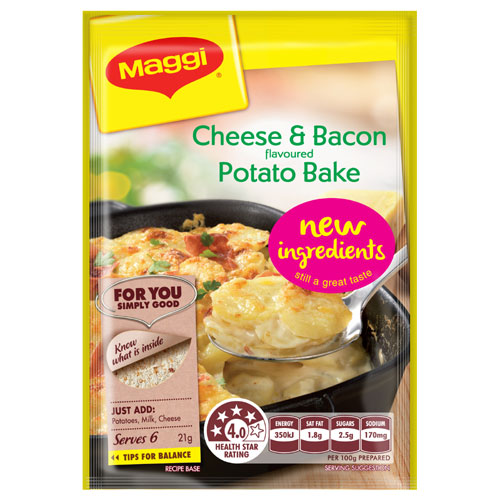 Maggi
®
Cheese & Bacon
flavoured
Potato Bake
new
ingredients
still a great taste
FOR YOU
SIMPLY GOOD
Know
what is inside
JUST ADD:
Potatoes, Milk, Cheese
Serves 6 21g
TIPS FOR BALANCE
RECIPE BASE
4.0
HEALTH STAR
RATING
ENERGY
350kJ
SAT FAT
1.8g
SUGARS
2.5g
SODIUM
170mg
PER 100g PREPARED
SERVING SUGGESTION